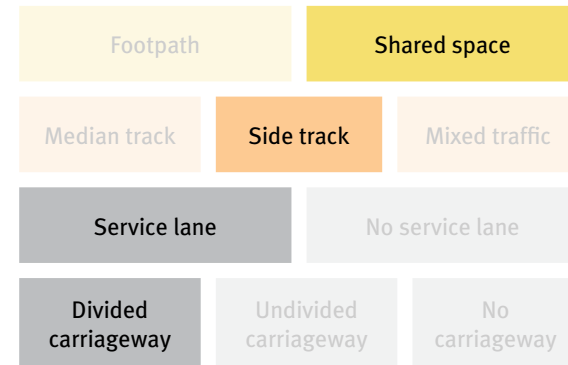 Footpath
Shared space
Median track
Side track
Mixed traffic
Service lane
No service lane
Divided
carriageway
Undivided
carriageway
No
carriageway